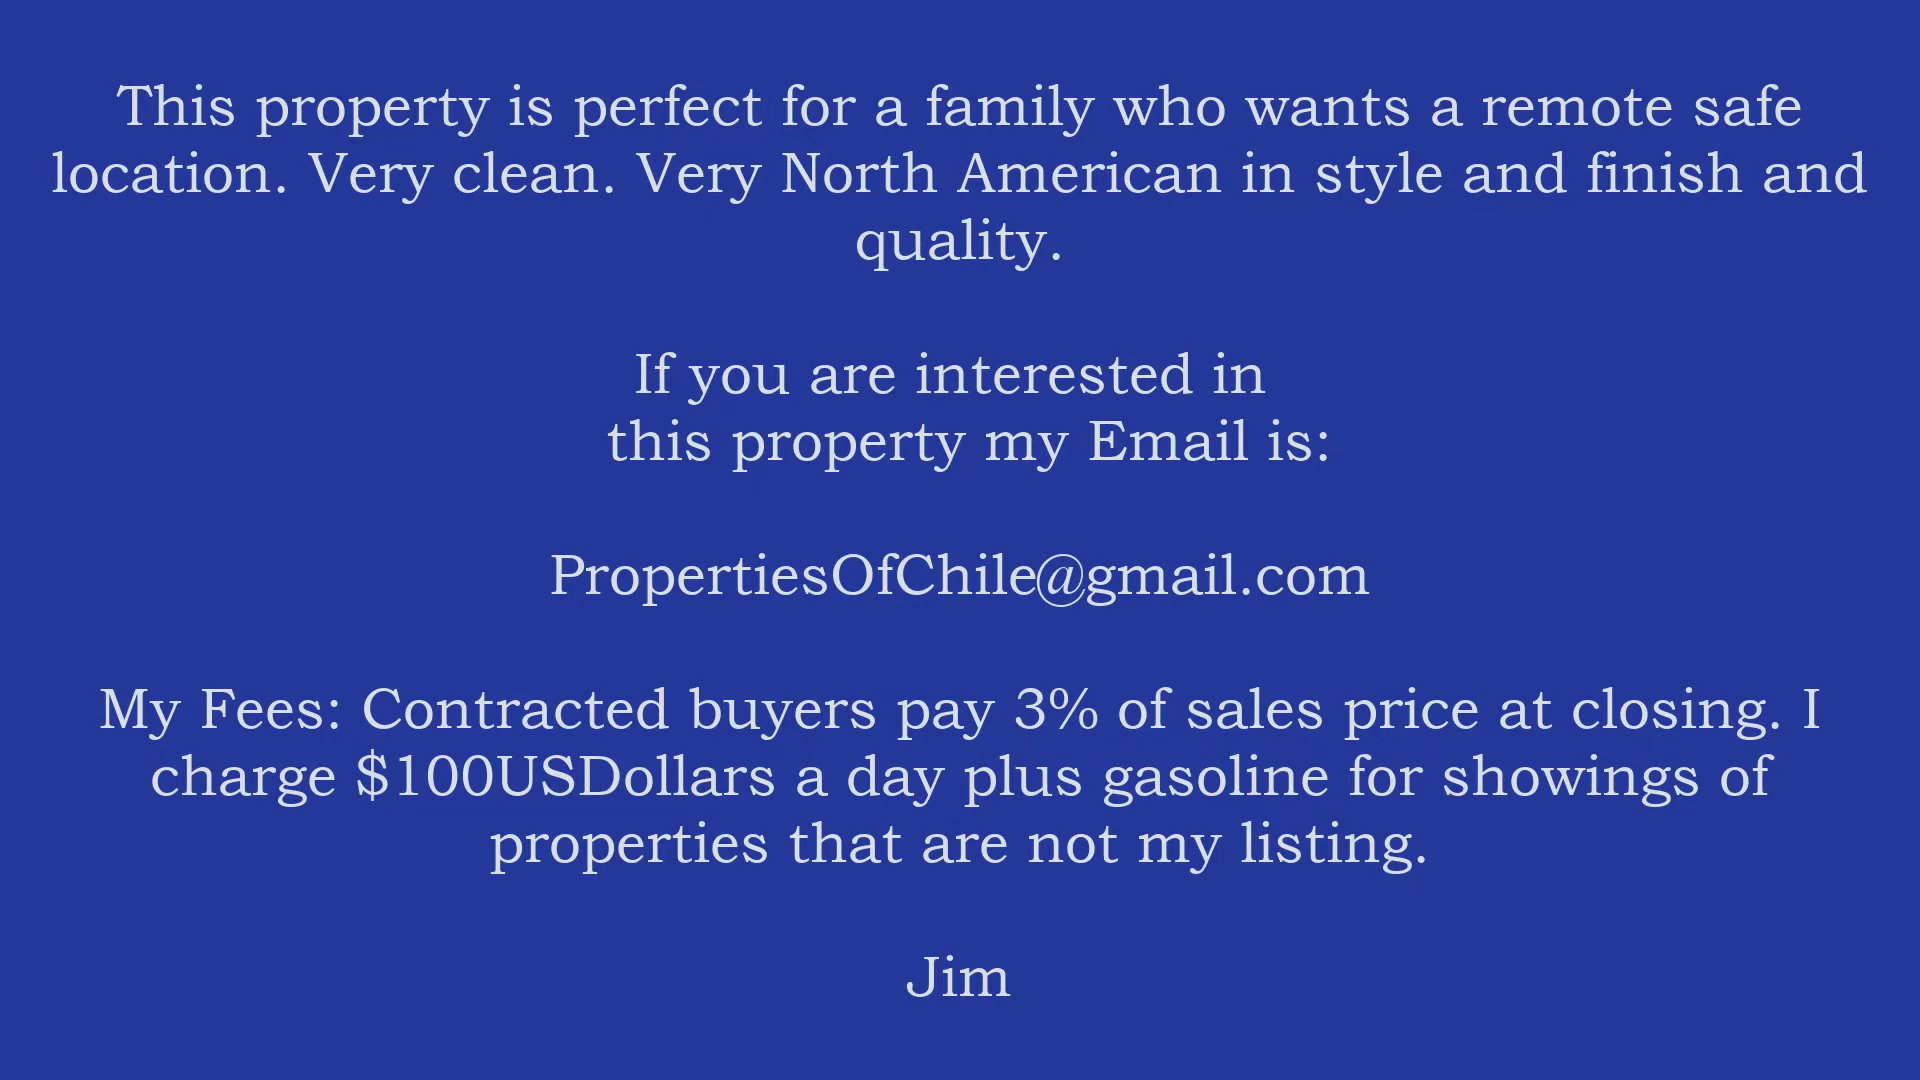 This property is perfect for a family who wants a remote safe
location. Very clean. Very North American in style and finish and
quality.
If you are interested in
this property my Email is:
PropertiesOfChile@gmail.com
My Fees: Contracted buyers pay 3% of sales price at closing. I
charge $100USDollars a day plus gasoline for showings of
properties that are not my listing.
Jim